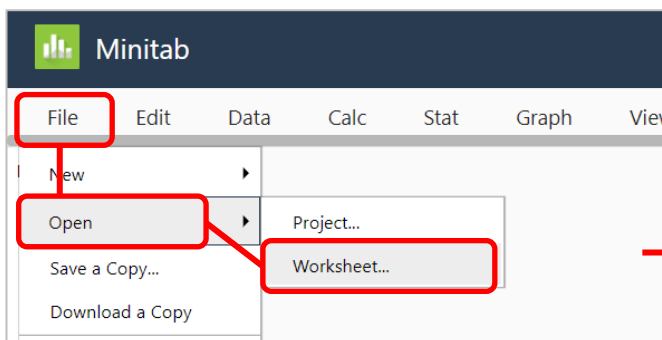 Minitab
File Edit Data Calc Stat Graph
New
Open Project...
Save a Copy... Worksheet...
Download a Copy